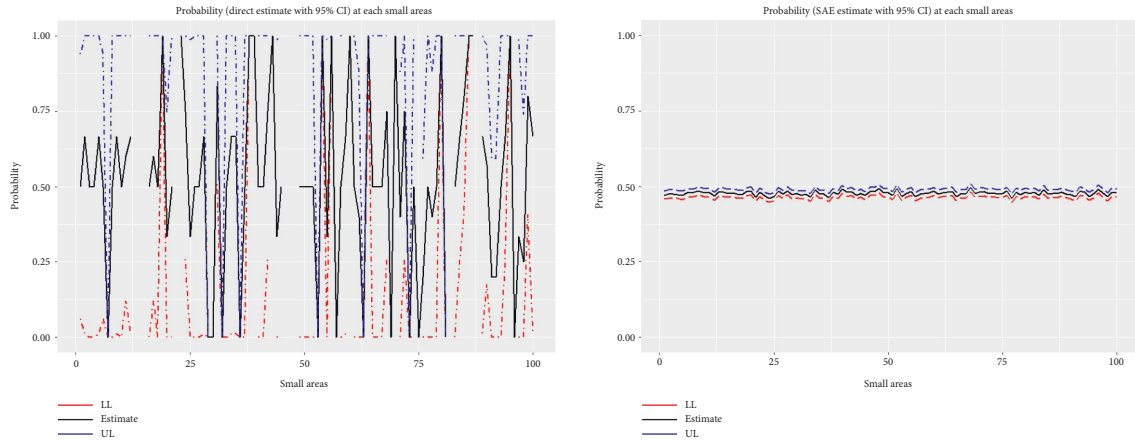 Probability (direct estimate with 95% CI) at each small areas
1.00
0.75
0.50
0.25
0.00
Probability
0
25
50
75
100
Small areas
LL
Estimate
UL
Probability (SAE estimate with 95% CI) at each small areas
1.00
0.75
0.50
0.25
0.00
Probability
0
25
50
75
100
Small areas
LL
Estimate
UL